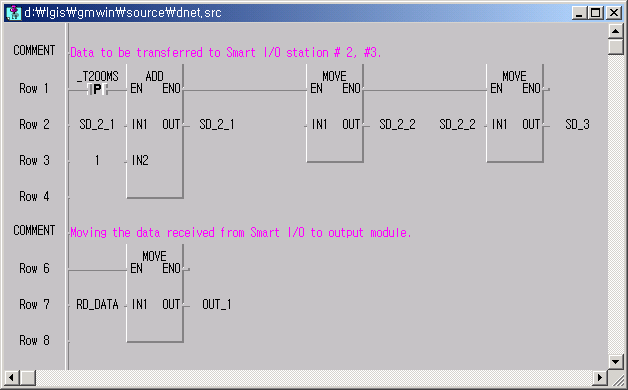 d:₩lgis₩gmwin₩source₩dnet,src
COMMENT Data to be transferred to Smart I/O station # 2, #3.
_T200MS ADD MOVE MOVE
Row 1 P EN ENO EN ENO EN ENO
Row 2 SD_2_1 IN1 OUT SD_2_1 IN1 OUT SD_2_2 SD_2_2 IN1 OUT SD_3
Row 3 1 IN2
Row 4
COMMENT Moving the data received from Smart I/O to output module.
MOVE
Row 6 EN ENO
Row 7 RD_DATA IN1 OUT OUT_1
Row 8